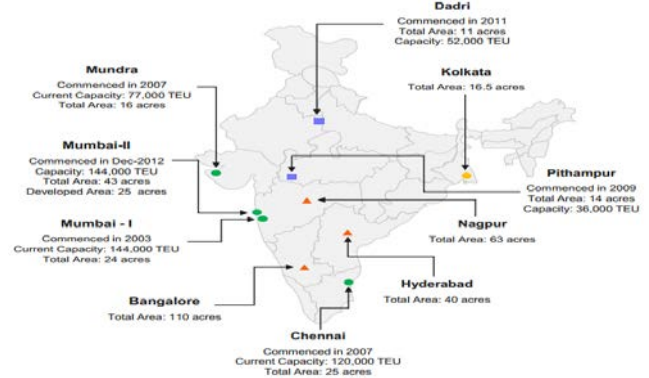 Dadri
Commenced in 2011
Total Area: 11 acres
Capacity: 52,000 TEU
Mundra
Commenced in 2007
Current Capacity: 77,000 TEU
Total Area: 16 acres
Kolkata
Total Area: 16.5 acres
Mumbai-II
Commenced in Dec-2012
Capacity: 144,000 TEU
Total Area: 43 acres
Developed Area: 25 acres
Pithampur
Commenced in 2009
Total Area: 14 acres
Capacity: 36,000 TEU
Mumbai - I
Commenced in 2003
Current Capacity: 144,000 TEU
Total Area: 24 acres
Nagpur
Total Area: 63 acres
Hyderabad
Total Area: 40 acres
Bangalore
Total Area: 110 acres
Chennai
Commenced in 2007
Current Capacity: 120,000 TEU
Total Area: 25 acres